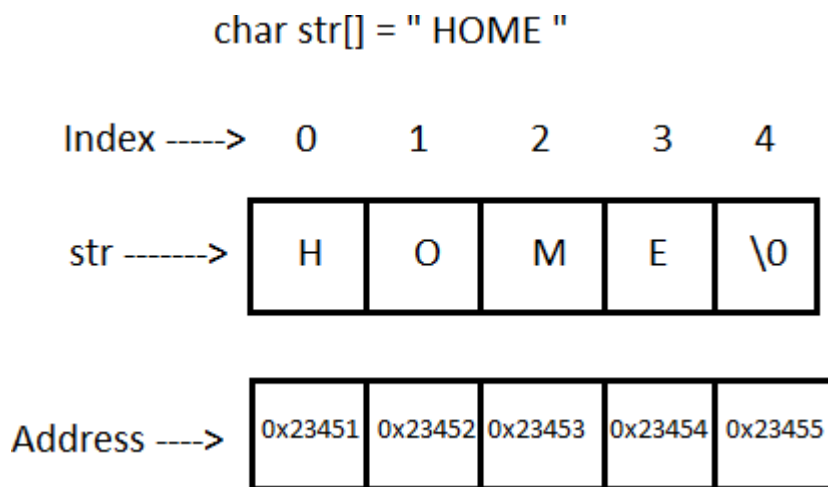 char str[] = " HOME "
Index -----> 0 1 2 3 4
str -------> H O M E \0
Address ----> 0x23451 0x23452 0x23453 0x23454 0x23455